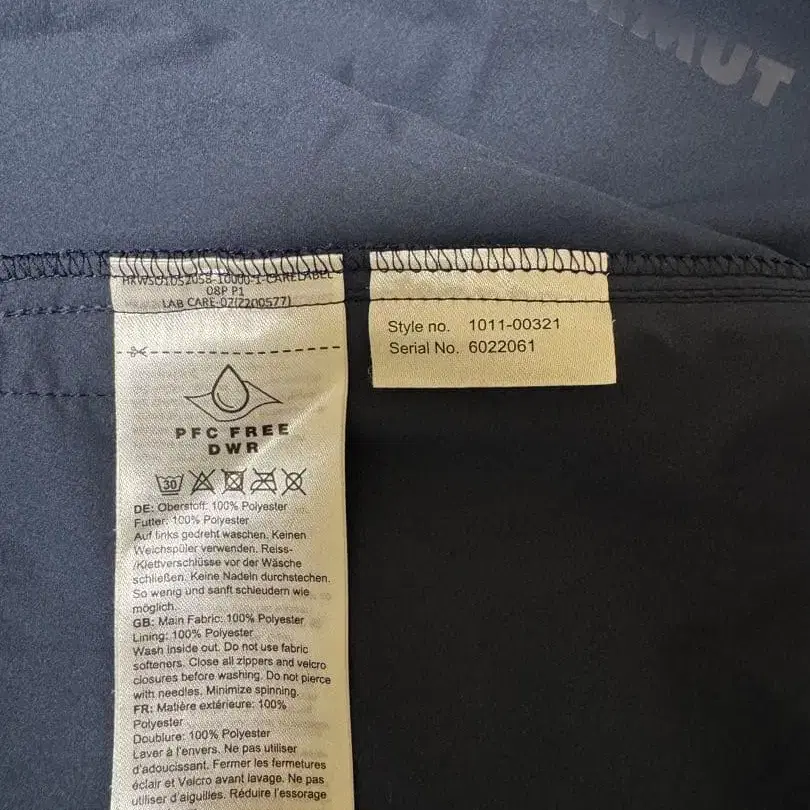 MMUT
HKWSO1052058-10000-1-CARELABEL
08P P1
LAB CARE-07(2200577)
Style no. 1011-00321
Serial No. 6022061
PFC FREE
DWR
30
DE: Oberstoff: 100% Polyester
Futter: 100% Polyester
Auf links gedreht waschen. Keinen
Weichspüler verwenden. Reiss-
/Klettverschlüsse vor der Wäsche
schließen. Keine Nadeln durchstechen.
So wenig und sanft schleudern wie
möglich.
GB: Main Fabric: 100% Polyester
Lining: 100% Polyester
Wash inside out. Do not use fabric
softeners. Close all zippers and velcro
closures before washing. Do not pierce
with needles. Minimize spinning.
FR: Matière extérieure: 100%
Polyester
Doublure: 100% Polyester
Laver à l'envers. Ne pas utiliser
d'adoucissant. Fermer les fermetures
éclair et Velcro avant lavage. Ne pas
utiliser d'aiguilles. Réduire l'essorage